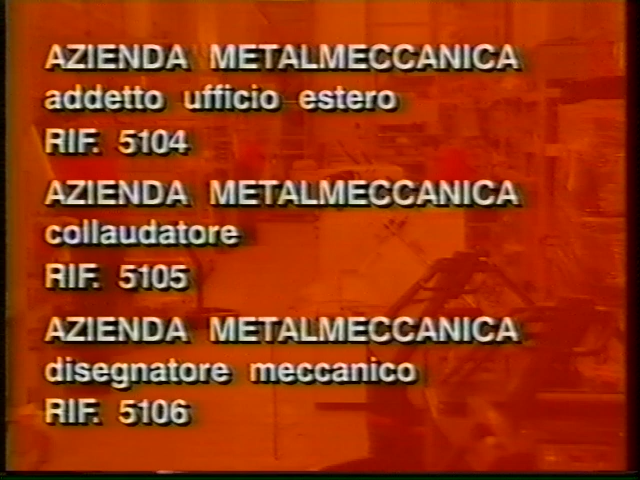 AZIENDA METALMECCANICA
addetto ufficio estero
RIF. 5104
AZIENDA METALMECCANICA
collaudatore
RIF. 5105
AZIENDA METALMECCANICA
disegnatore meccanico
RIF. 5106